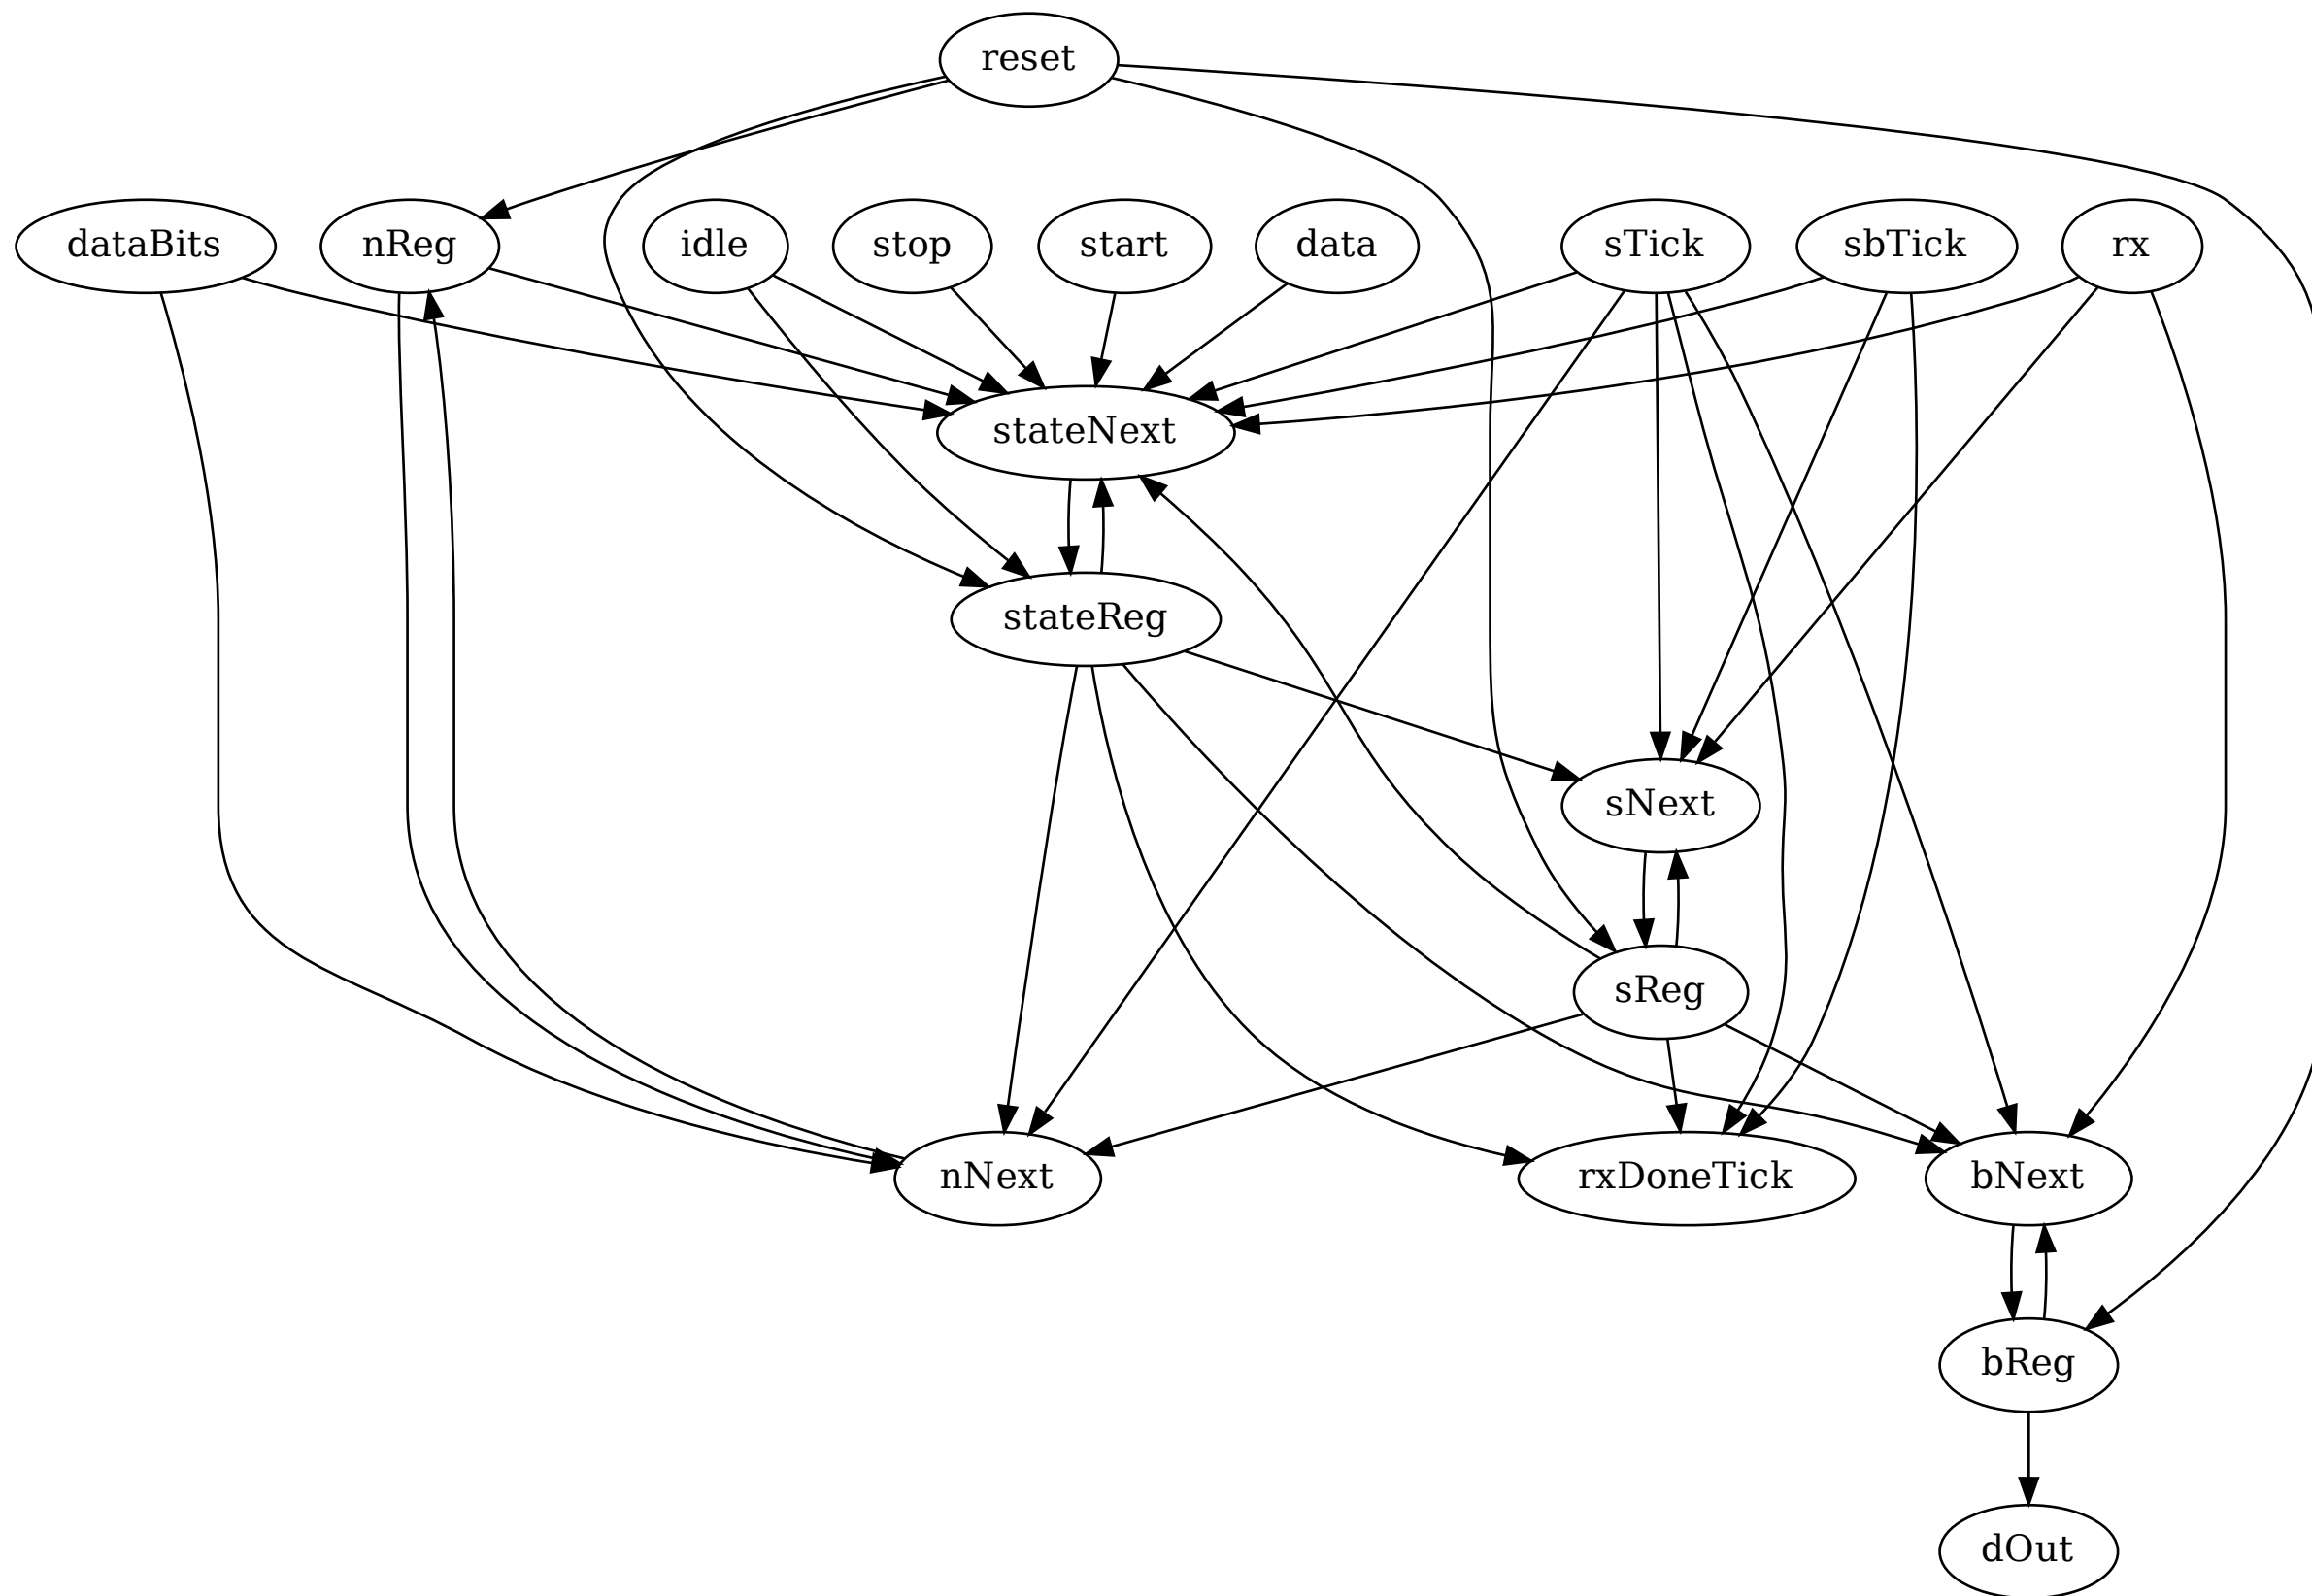 reset
dataBits
nReg
idle
stop
start
data
sTick
sbTick
rx
stateNext
stateReg
sNext
sReg
nNext
rxDoneTick
bNext
bReg
dOut